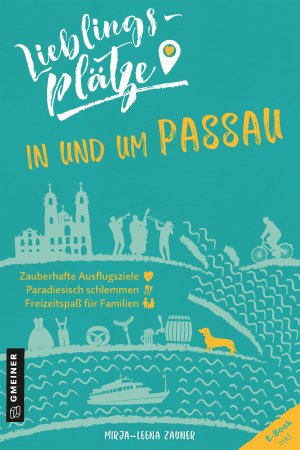 Lieblings-
plätze
IN UND UM PASSAU
Zauberhafte Ausflugsziele
Paradiesisch schlemmen
Freizeitspaß für Familien
GMEINER
E-Book
inkl.
MIRJA-LEENA ZAUNER